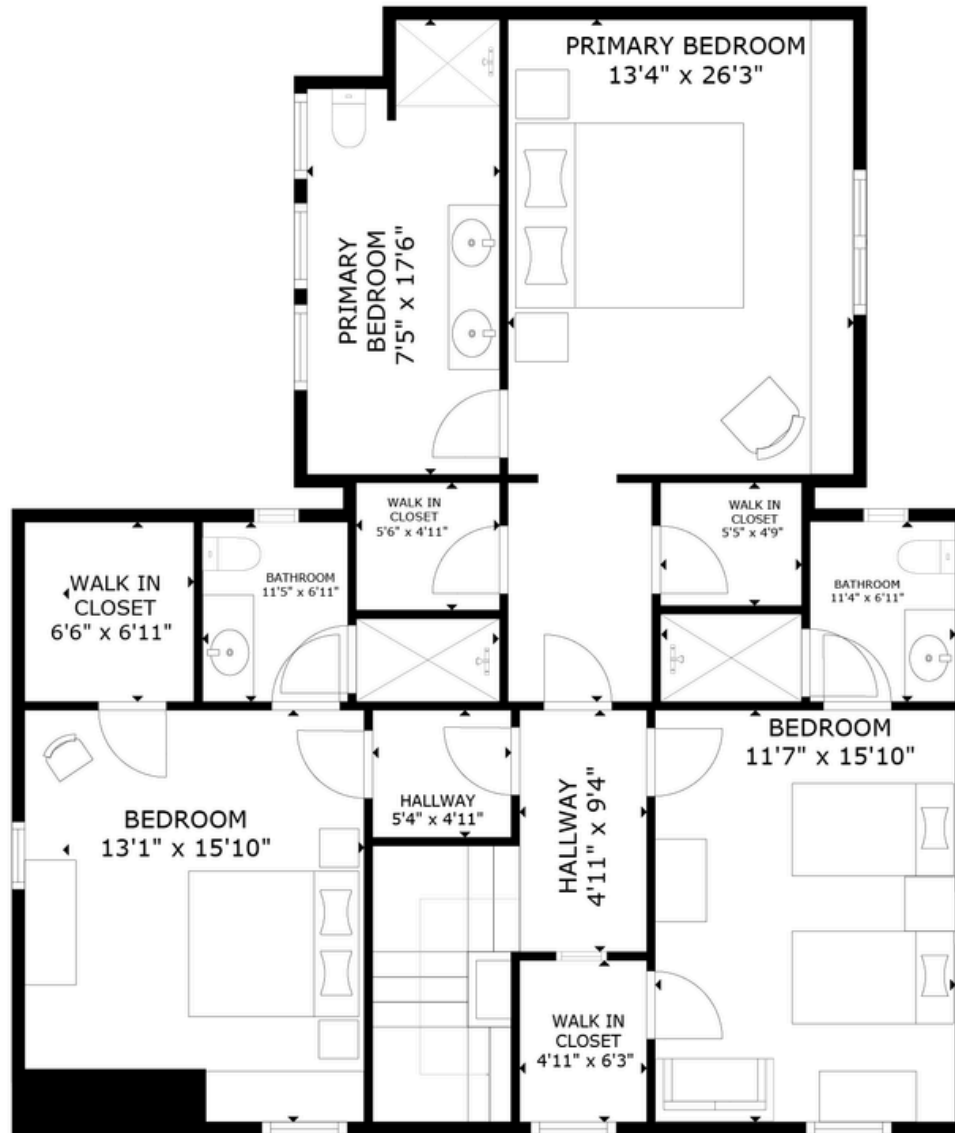 PRIMARY BEDROOM
13'4" x 26'3"
PRIMARY
BEDROOM
7'5" x 17'6"
WALK IN
CLOSET
5'6" x 4'11"
WALK IN
CLOSET
5'5" x 4'9"
WALK IN
CLOSET
6'6" x 6'11"
BATHROOM
11'5" x 6'11"
BATHROOM
11'4" x 6'11"
BEDROOM
13'1" x 15'10"
HALLWAY
5'4" x 4'11"
HALLWAY
4'11" x 9'4"
BEDROOM
11'7" x 15'10"
WALK IN
CLOSET
4'11" x 6'3"